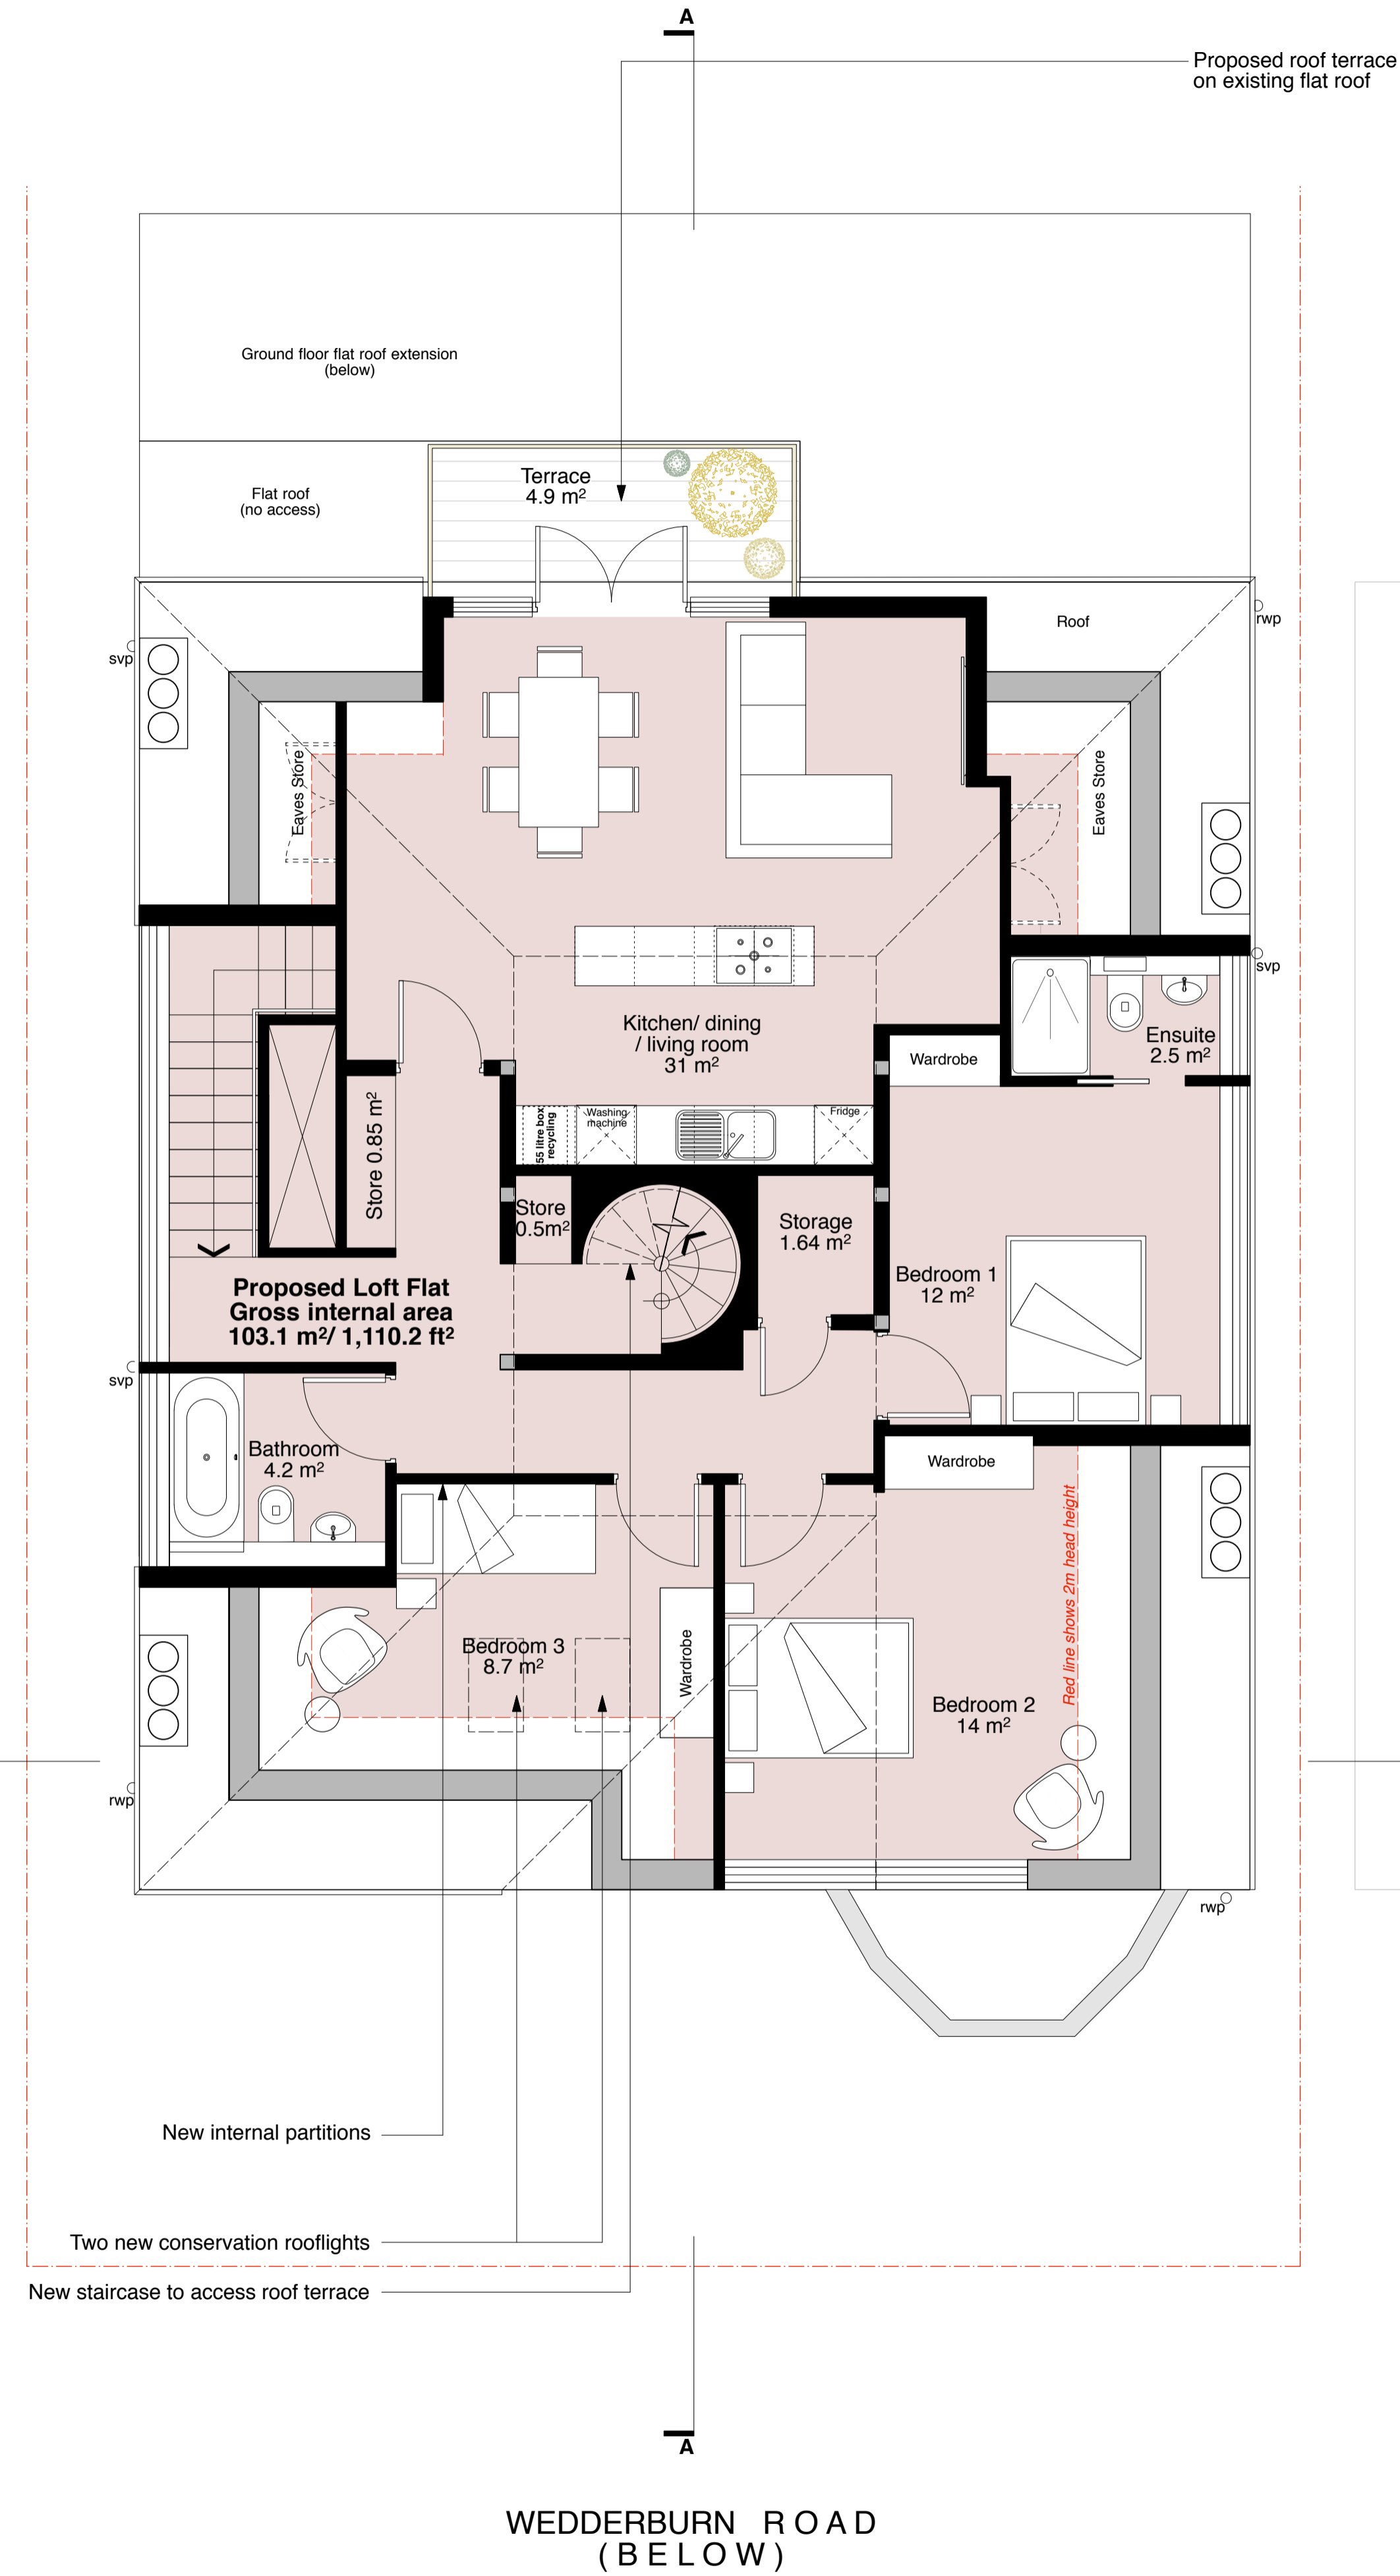 A
Proposed roof terrace
on existing flat roof
Ground floor flat roof extension
(below)
Terrace
4.9 m²
Flat roof
(no access)
Roof
rwp
svp
Eaves Store
Eaves Store
svp
Kitchen/ dining
/ living room
31 m²
Ensuite
2.5 m²
Wardrobe
Store 0.85 m²
55 litre box
recycling
Washing
machine
Fridge
Store
0.5m²
Storage
1.64 m²
Bedroom 1
12 m²
Proposed Loft Flat
Gross internal area
103.1 m²/ 1,110.2 ft²
svp
Bathroom
4.2 m²
Wardrobe
Red line shows 2m head height
Bedroom 3
8.7 m²
Wardrobe
Bedroom 2
14 m²
rwp
rwp
New internal partitions
Two new conservation rooflights
New staircase to access roof terrace
A
WEDDERBURN ROAD
(BELOW)